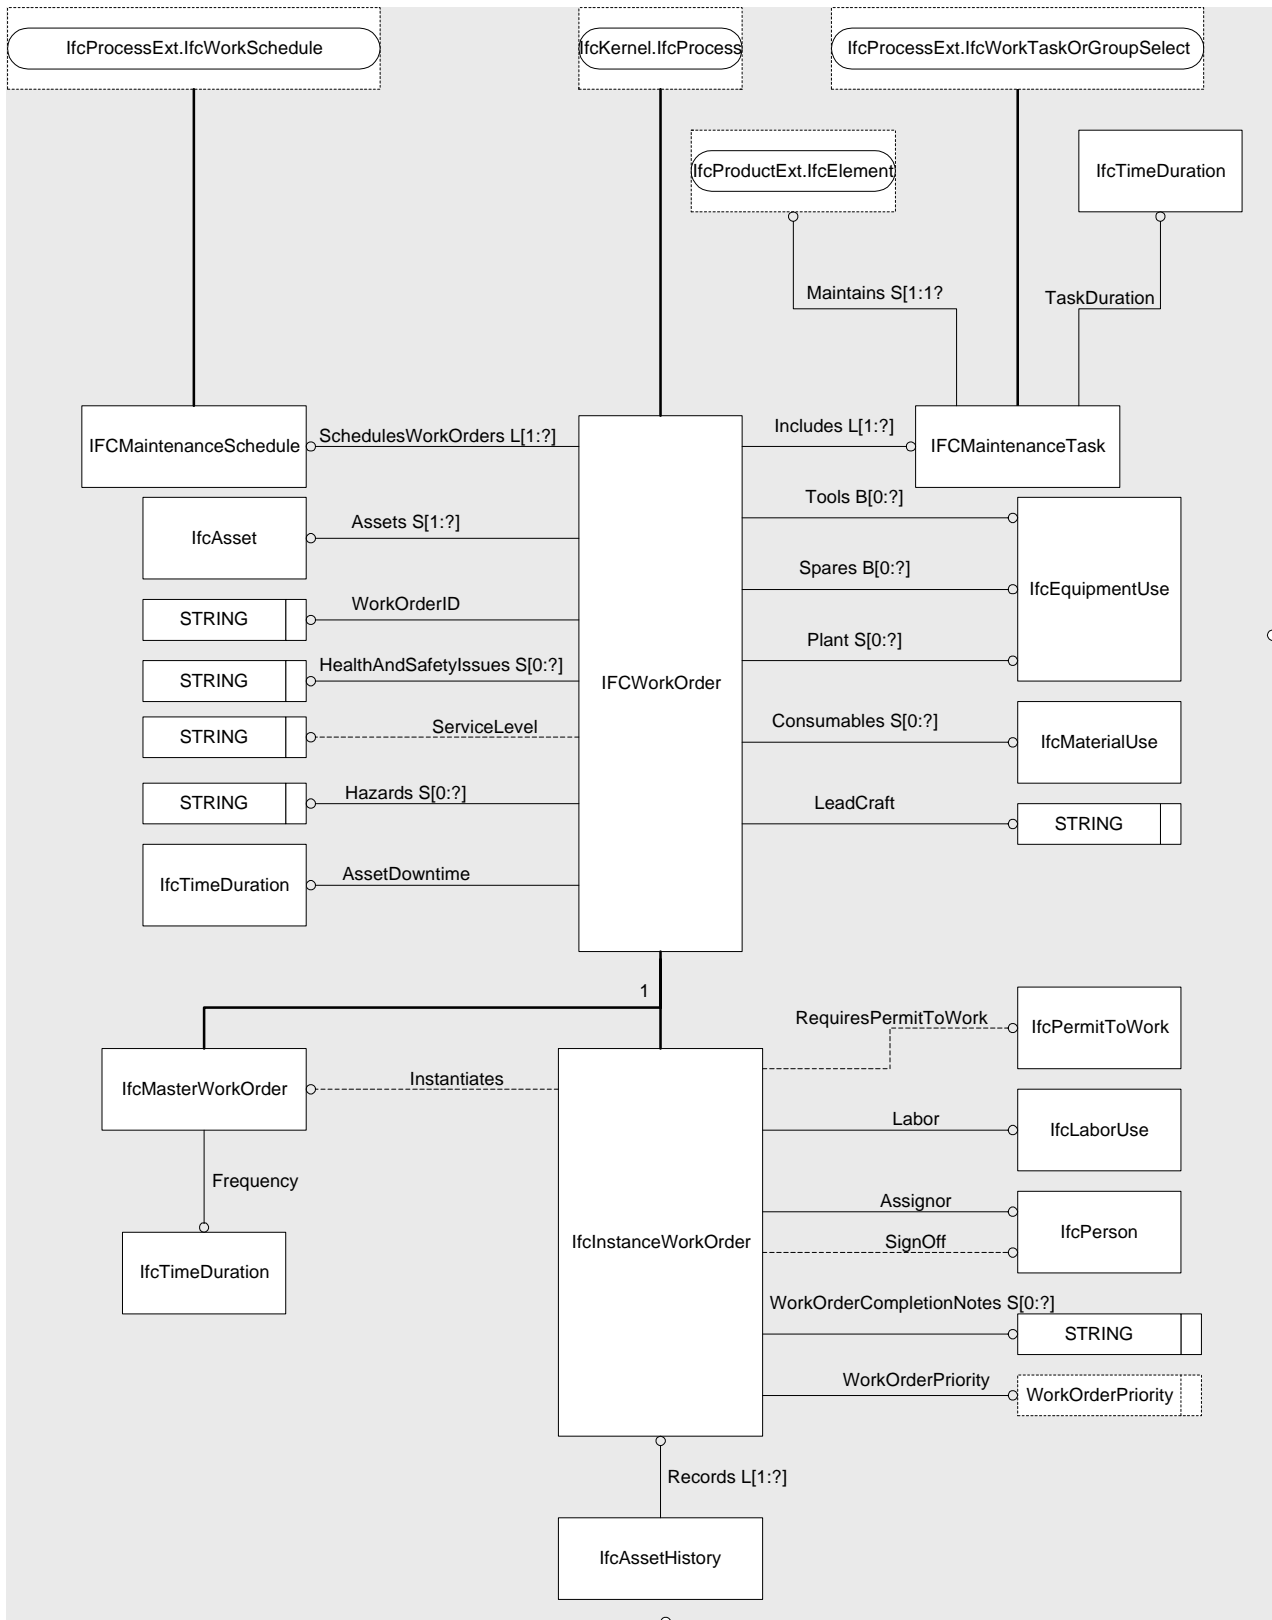 IfcProcessExt.IfcWorkSchedule
IfcKernel.IfcProcess
IfcProcessExt.IfcWorkTaskOrGroupSelect
IfcProductExt.IfcElement
IfcTimeDuration
Maintains S[1:1?
TaskDuration
IFCMaintenanceSchedule
SchedulesWorkOrders L[1:?]
Includes L[1:?]
IFCMaintenanceTask
IfcAsset
Assets S[1:?]
Tools B[0:?]
Spares B[0:?]
IfcEquipmentUse
STRING
WorkOrderID
Plant S[0:?]
STRING
HealthAndSafetyIssues S[0:?]
IFCWorkOrder
STRING
ServiceLevel
Consumables S[0:?]
IfcMaterialUse
STRING
Hazards S[0:?]
LeadCraft
STRING
IfcTimeDuration
AssetDowntime
1
RequiresPermitToWork
IfcPermitToWork
IfcMasterWorkOrder
Instantiates
Labor
IfcLaborUse
Frequency
Assignor
IfcPerson
SignOff
IfcInstanceWorkOrder
IfcTimeDuration
WorkOrderCompletionNotes S[0:?]
STRING
WorkOrderPriority
WorkOrderPriority
Records L[1:?]
IfcAssetHistory